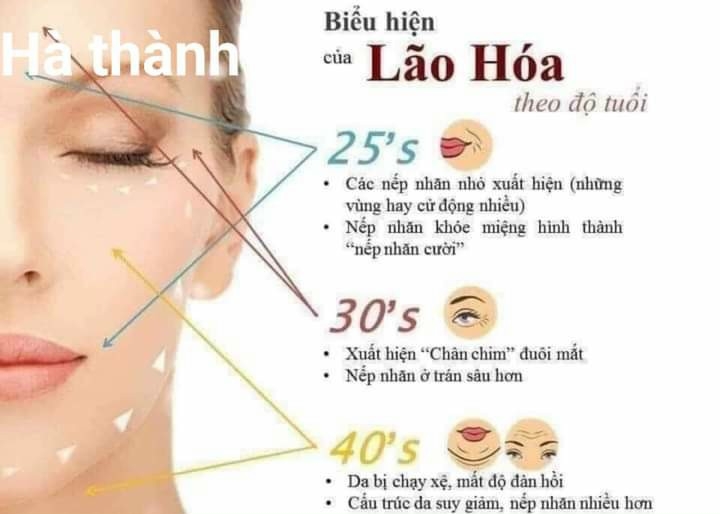 Hà thành
Biểu hiện
của Lão Hóa
theo độ tuổi
25's
• Các nếp nhăn nhỏ xuất hiện (những
vùng hay cử động nhiều)
• Nếp nhăn khóe miệng hình thành
“nếp nhăn cười”
30's
• Xuất hiện “Chân chim” đuôi mắt
• Nếp nhăn ở trán sâu hơn
40's
• Da bị chạy xệ, mất độ đàn hồi
• Cấu trúc da suy giảm, nếp nhăn nhiều hơn